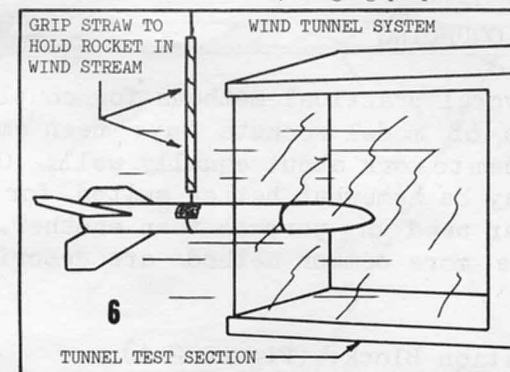 GRIP STRAW TO
HOLD ROCKET IN
WIND STREAM
WIND TUNNEL SYSTEM
6
TUNNEL TEST SECTION